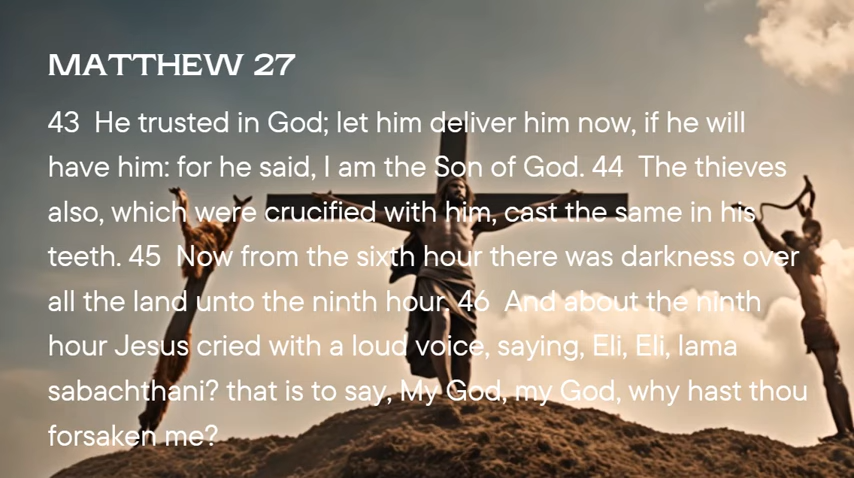 MATTHEW 27
43 He trusted in God; let him deliver him now, if he will
have him: for he said, I am the Son of God. 44 The thieves
also, which were crucified with him, cast the same in his
teeth. 45 Now from the sixth hour there was darkness over
all the land unto the ninth hour. 46 And about the ninth
hour Jesus cried with a loud voice, saying, Eli, Eli, lama
sabachthani? that is to say, My God, my God, why hast thou
forsaken me?